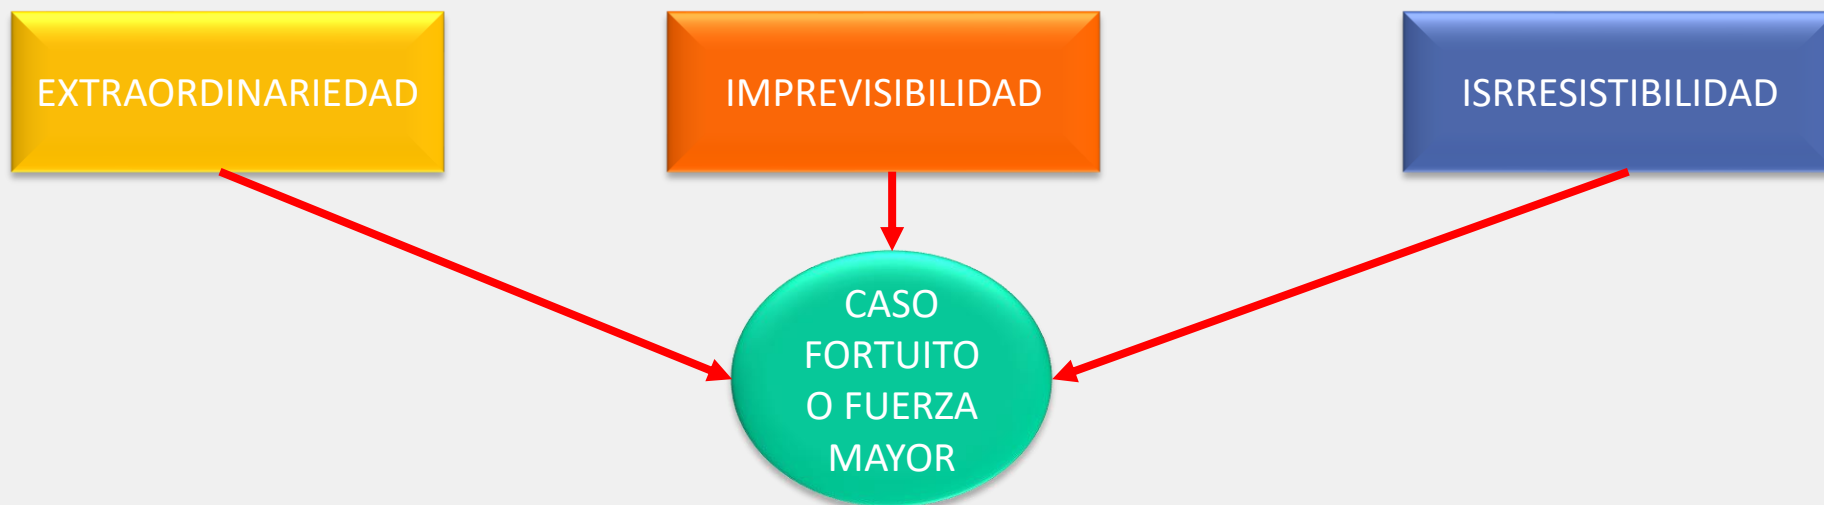 EXTRAORDINARIEDAD
IMPREVISIBILIDAD
ISRRESISTIBILIDAD
CASO
FORTUITO
O FUERZA
MAYOR